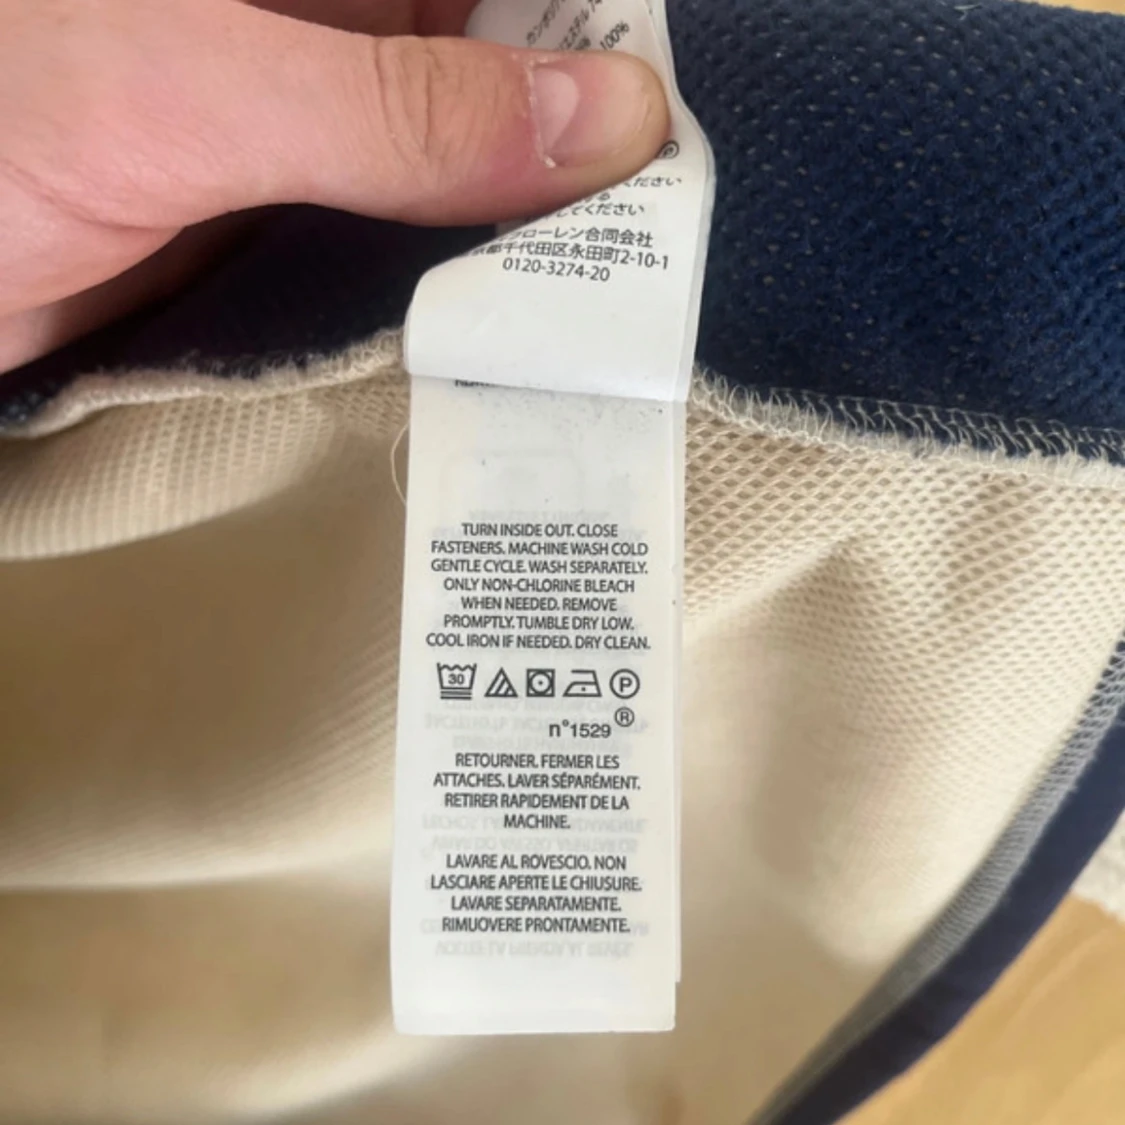 100%
ください
してください
ローレン合同会社
都千代田区永田町2-10-1
0120-3274-20
TURN INSIDE OUT. CLOSE
FASTENERS. MACHINE WASH COLD
GENTLE CYCLE. WASH SEPARATELY.
ONLY NON-CHLORINE BLEACH
WHEN NEEDED. REMOVE
PROMPTLY. TUMBLE DRY LOW.
COOL IRON IF NEEDED. DRY CLEAN.
30 P
n°1529 ®
RETOURNER. FERMER LES
ATTACHES. LAVER SÉPARÉMENT.
RETIRER RAPIDEMENT DE LA
MACHINE.
LAVARE AL ROVESCIO. NON
LASCIARE APERTE LE CHIUSURE.
LAVARE SEPARATAMENTE.
RIMUOVERE PRONTAMENTE.